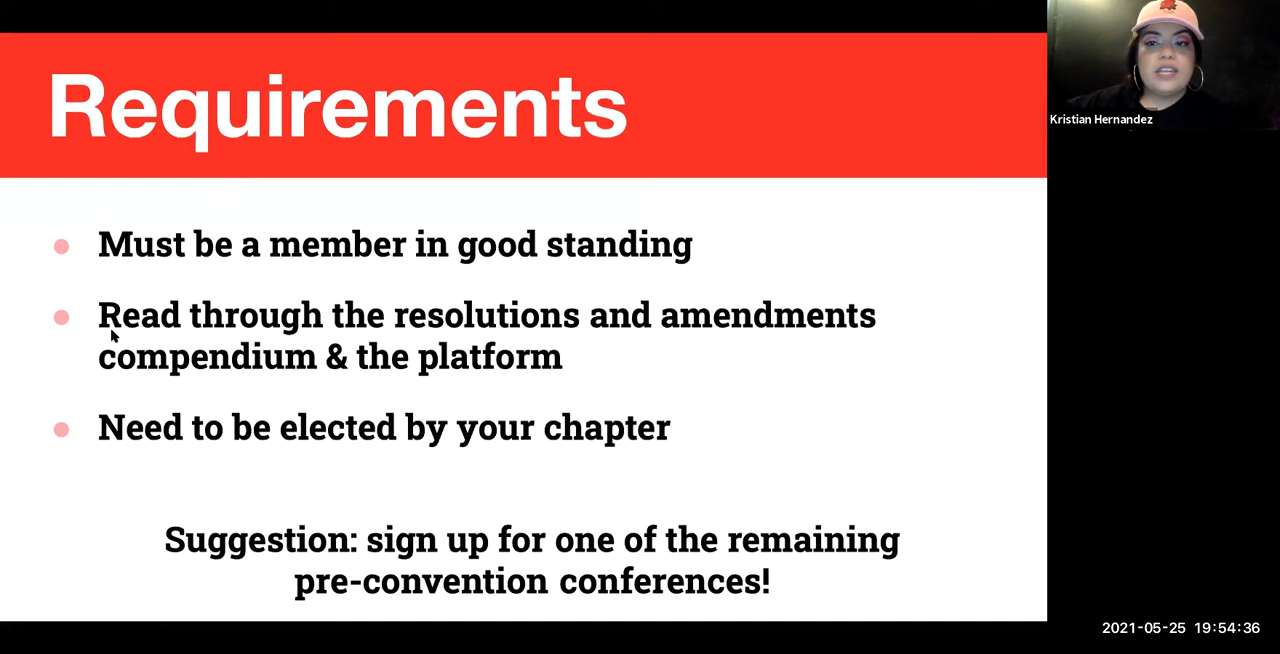 Requirements
Kristian Hernandez
Must be a member in good standing
Read through the resolutions and amendments
compendium & the platform
Need to be elected by your chapter
Suggestion: sign up for one of the remaining
pre-convention conferences!
2021-05-25 19:54:36